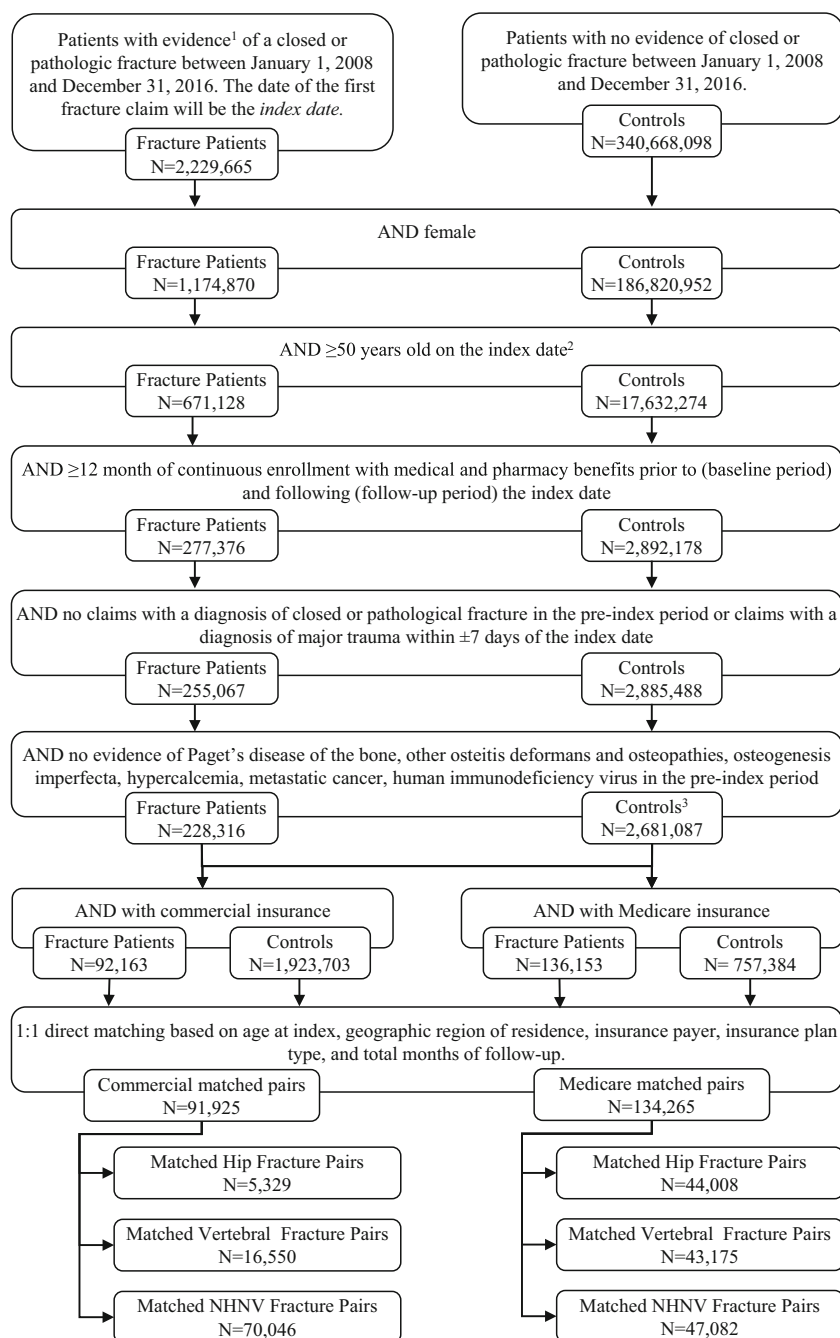 Patients with evidence¹ of a closed or
pathologic fracture between January 1, 2008
and December 31, 2016. The date of the first
fracture claim will be the index date.
Fracture Patients
N=2,229,665
Patients with no evidence of closed or
pathologic fracture between January 1, 2008
and December 31, 2016.
Controls
N=340,668,098
AND female
Fracture Patients
N=1,174,870
Controls
N=186,820,952
AND ≥50 years old on the index date²
Fracture Patients
N=671,128
Controls
N=17,632,274
AND ≥12 month of continuous enrollment with medical and pharmacy benefits prior to (baseline period)
and following (follow-up period) the index date
Fracture Patients
N=277,376
Controls
N=2,892,178
AND no claims with a diagnosis of closed or pathological fracture in the pre-index period or claims with a
diagnosis of major trauma within ±7 days of the index date
Fracture Patients
N=255,067
Controls
N=2,885,488
AND no evidence of Paget's disease of the bone, other osteitis deformans and osteopathies, osteogenesis
imperfecta, hypercalcemia, metastatic cancer, human immunodeficiency virus in the pre-index period
Fracture Patients
N=228,316
Controls³
N=2,681,087
AND with commercial insurance
Fracture Patients
N=92,163
Controls
N=1,923,703
AND with Medicare insurance
Fracture Patients
N=136,153
Controls
N= 757,384
1:1 direct matching based on age at index, geographic region of residence, insurance payer, insurance plan
type, and total months of follow-up.
Commercial matched pairs
N=91,925
Matched Hip Fracture Pairs
N=5,329
Matched Vertebral  Fracture Pairs
N=16,550
Matched NHNV Fracture Pairs
N=70,046
Medicare matched pairs
N=134,265
Matched Hip Fracture Pairs
N=44,008
Matched Vertebral  Fracture Pairs
N=43,175
Matched NHNV Fracture Pairs
N=47,082